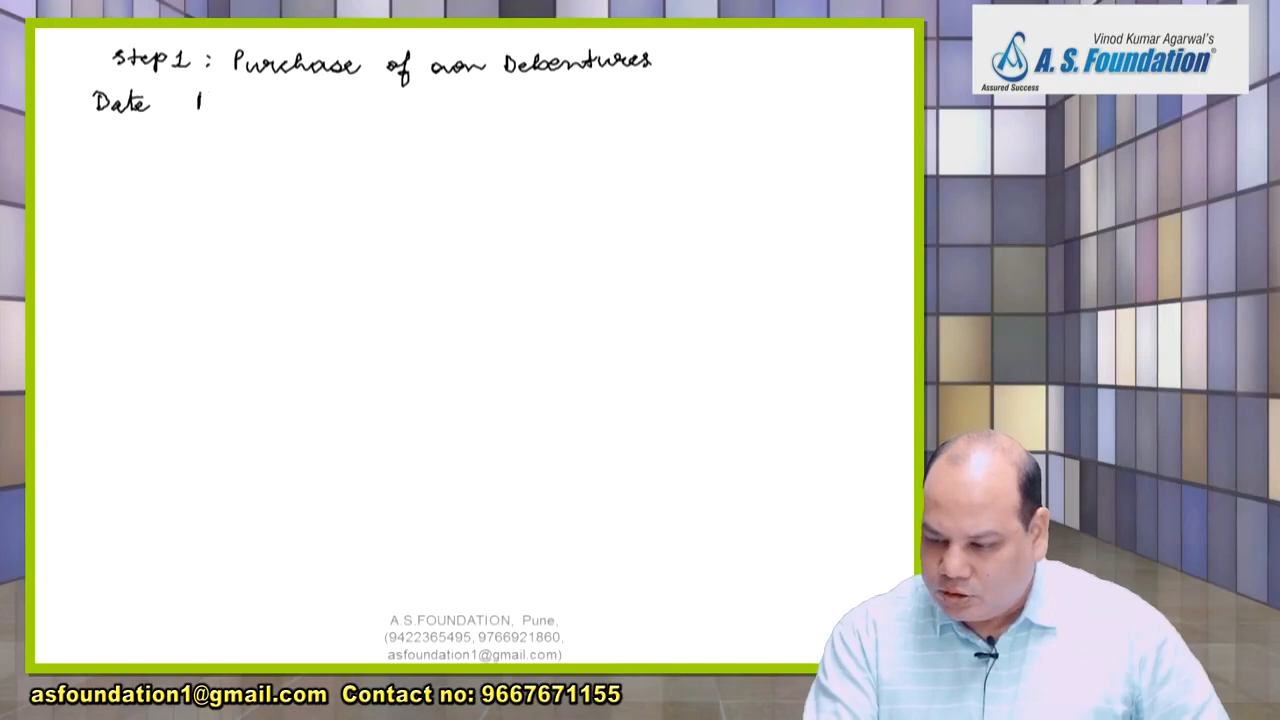 Step 1 : Purchase of own Debentures
Date
Vinod Kumar Agarwal's
A. S. Foundation®
Assured Success
A.S.FOUNDATION, Pune,
(9422365495, 9766921860,
asfoundation1@gmail.com)
asfoundation1@gmail.com Contact no: 9667671155